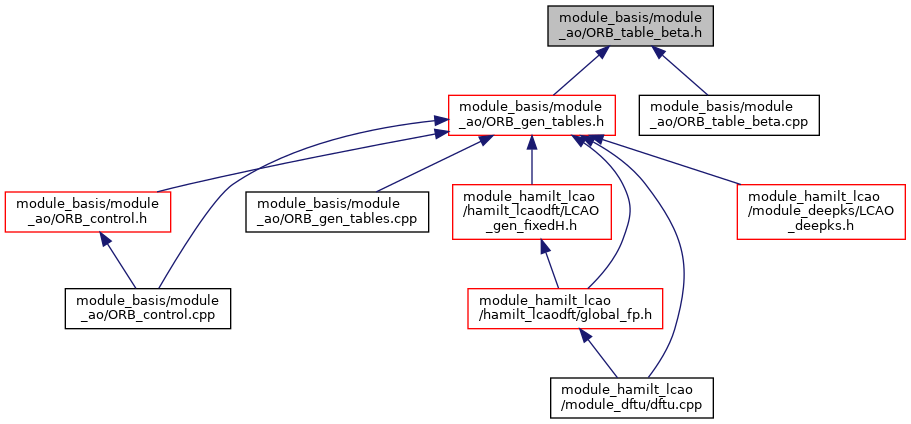 module_basis/module
_ao/ORB_table_beta.h
module_basis/module
_ao/ORB_gen_tables.h
module_basis/module
_ao/ORB_table_beta.cpp
module_basis/module
_ao/ORB_control.h
module_basis/module
_ao/ORB_gen_tables.cpp
module_hamilt_lcao
/hamilt_lcaodft/LCAO
_gen_fixedH.h
module_hamilt_lcao
/module_deepks/LCAO
_deepks.h
module_basis/module
_ao/ORB_control.cpp
module_hamilt_lcao
/hamilt_lcaodft/global_fp.h
module_hamilt_lcao
/module_dftu/dftu.cpp